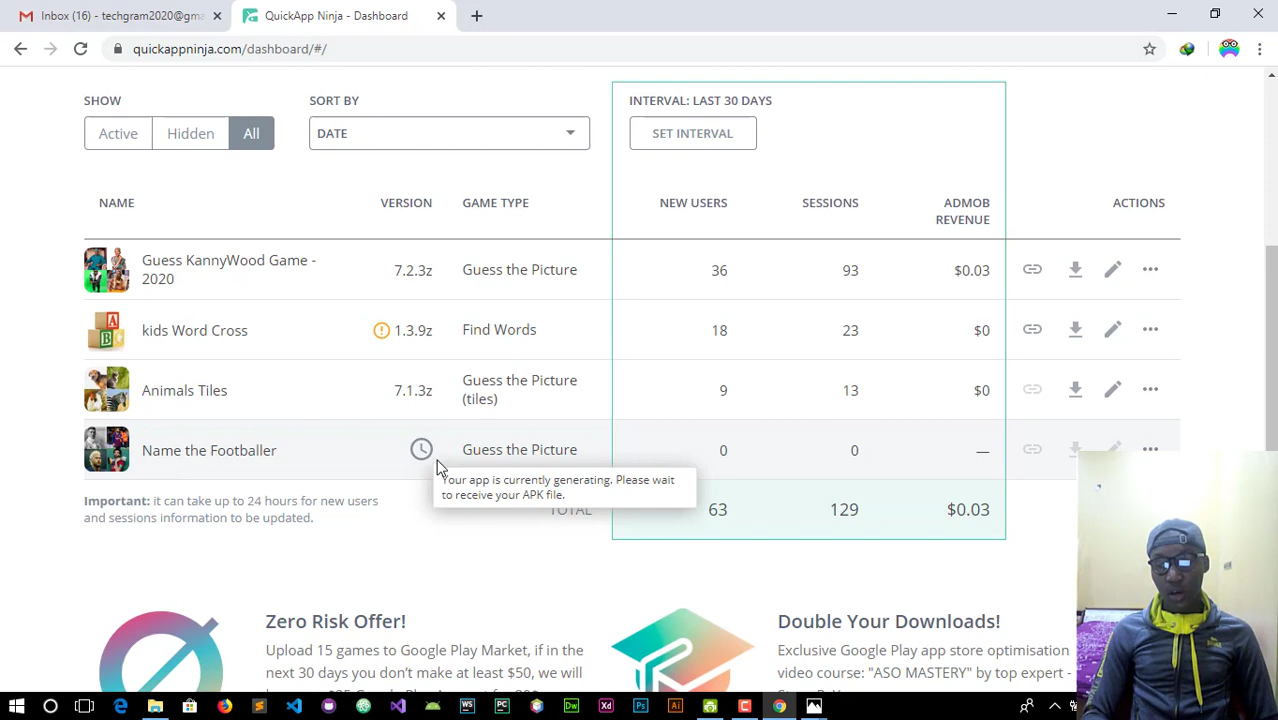 Inbox (16) - techgram2020@gma
QuickApp Ninja - Dashboard
quickappninja.com/dashboard/#/
SHOW
SORT BY
INTERVAL: LAST 30 DAYS
Active
Hidden
All
DATE
SET INTERVAL
NAME
VERSION
GAME TYPE
NEW USERS
SESSIONS
ADMOB
REVENUE
ACTIONS
Guess KannyWood Game -
2020
7.2.3z
Guess the Picture
36
93
$0.03
kids Word Cross
1.3.9z
Find Words
18
23
$0
Animals Tiles
7.1.3z
Guess the Picture
(tiles)
9
13
$0
Name the Footballer
Guess the Picture
0
0
—
Your app is currently generating. Please wait
to receive your APK file.
Important: it can take up to 24 hours for new users
and sessions information to be updated.
TOTAL
63
129
$0.03
Zero Risk Offer!
Upload 15 games to Google Play Market, if in the
next 30 days you don't make at least $50, we will
Double Your Downloads!
Exclusive Google Play app store optimisation
video course: "ASO MASTERY" by top expert -